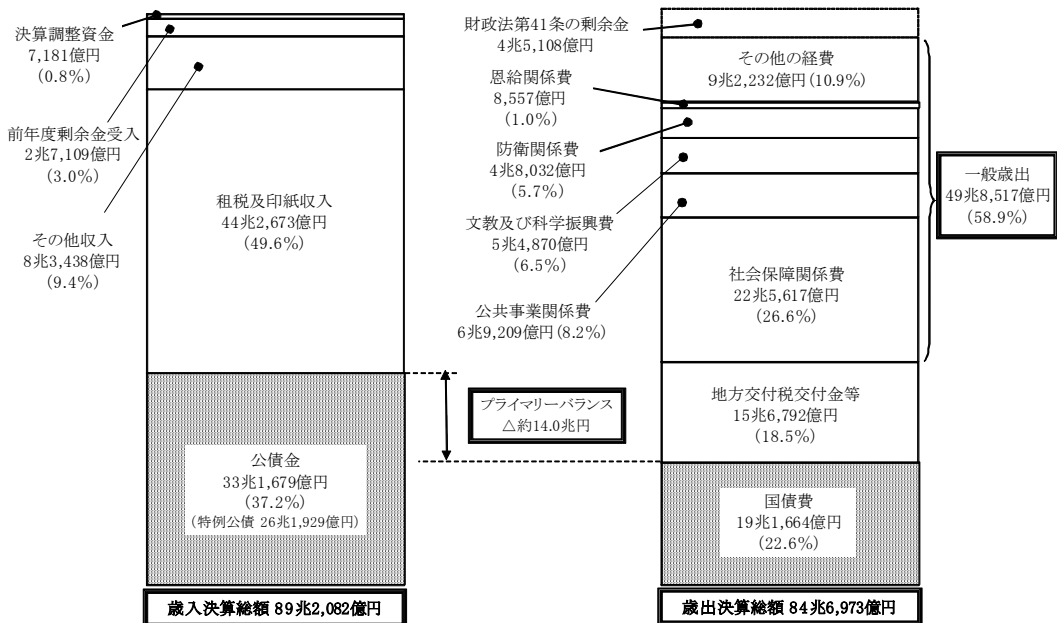 決算調整資金
7,181億円
(0.8%)
前年度剰余金受入
2兆7,109億円
(3.0%)
その他収入
8兆3,438億円
(9.4%)
租税及印紙収入
44兆2,673億円
(49.6%)
公債金
33兆1,679億円
(37.2%)
(特例公債 26兆1,929億円)
歳入決算総額 89兆2,082億円
プライマリーバランス
△約14.0兆円
財政法第41条の剰余金
4兆5,108億円
その他の経費
9兆2,232億円(10.9%)
恩給関係費
8,557億円
(1.0%)
防衛関係費
4兆8,032億円
(5.7%)
文教及び科学振興費
5兆4,870億円
(6.5%)
公共事業関係費
6兆9,209億円(8.2%)
社会保障関係費
22兆5,617億円
(26.6%)
地方交付税交付金等
15兆6,792億円
(18.5%)
国債費
19兆1,664億円
(22.6%)
歳出決算総額 84兆6,973億円
一般歳出
49兆8,517億円
(58.9%)